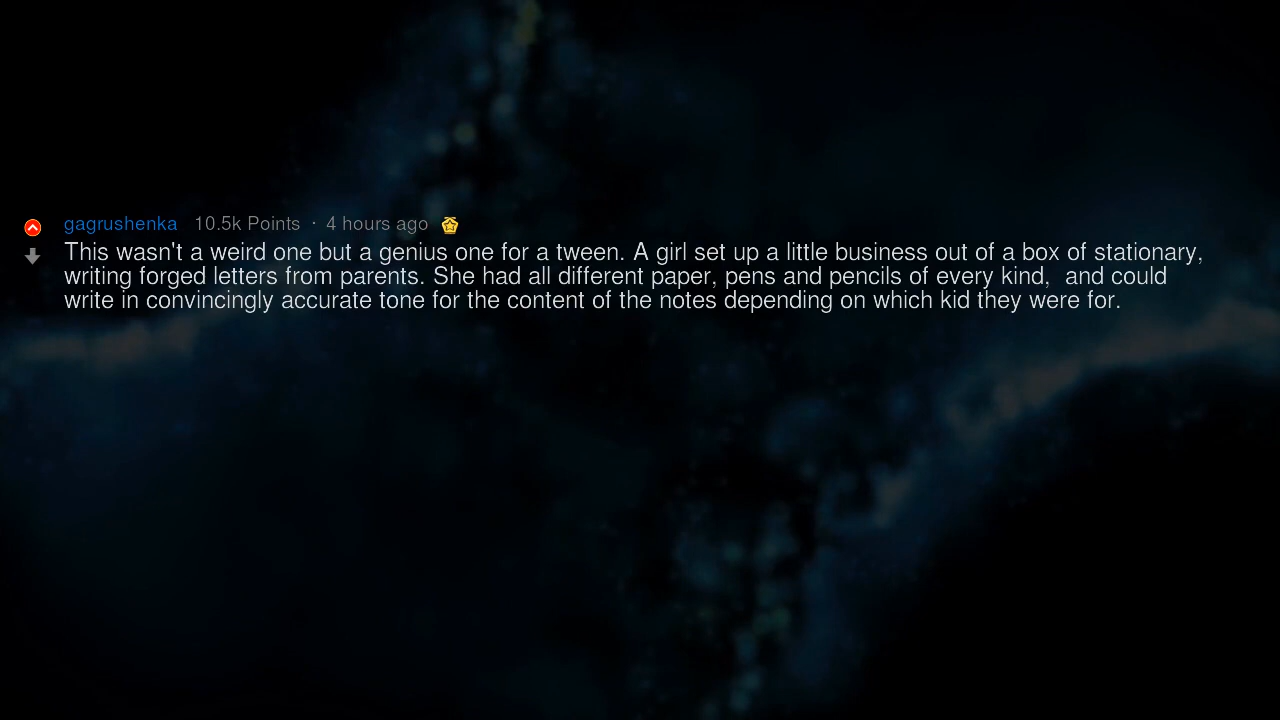 gagrushenka 10.5k Points · 4 hours ago
This wasn't a weird one but a genius one for a tween. A girl set up a little business out of a box of stationary,
writing forged letters from parents. She had all different paper, pens and pencils of every kind,  and could
write in convincingly accurate tone for the content of the notes depending on which kid they were for.